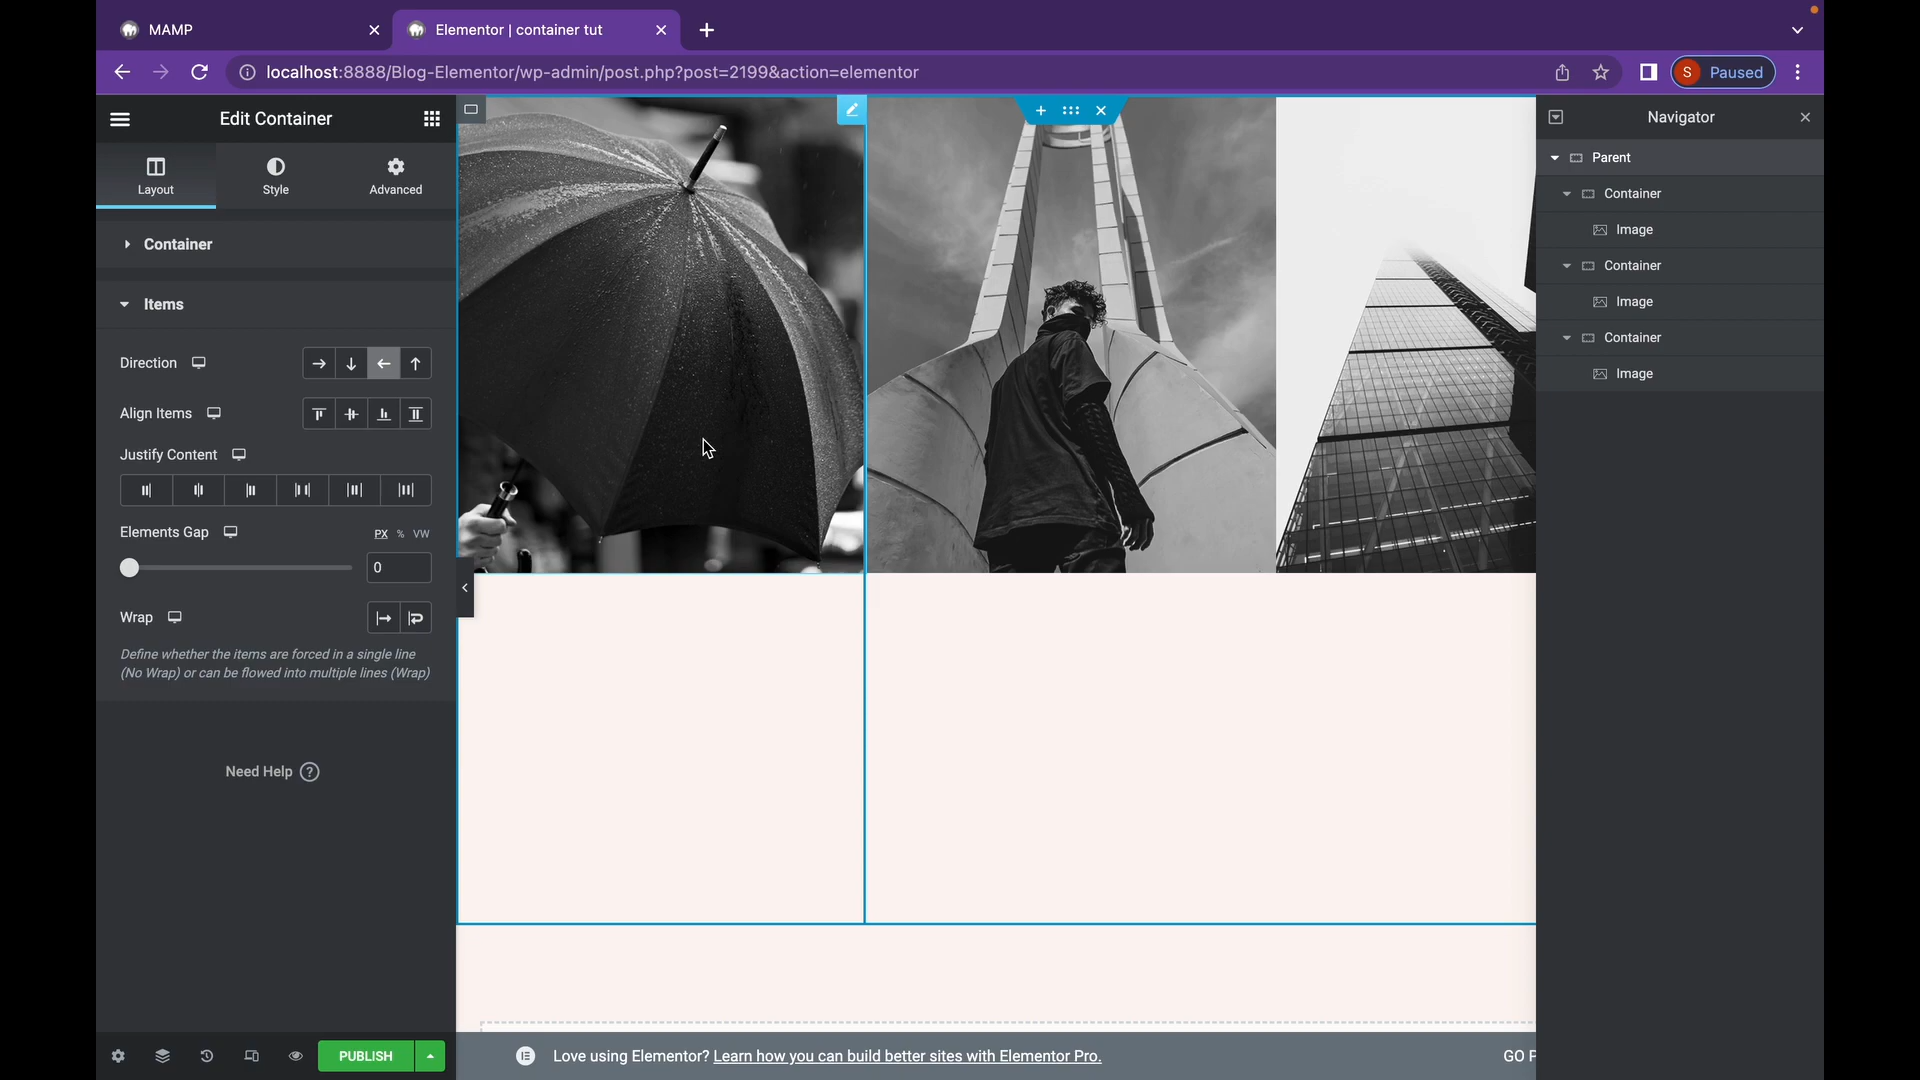 MAMP
Elementor | container tut
localhost:8888/Blog-Elementor/wp-admin/post.php?post=2199&action=elementor
S
Paused
Edit Container
Layout
Style
Advanced
Container
Items
Direction
Align Items
Justify Content
Elements Gap
PX % VW
0
Wrap
Define whether the items are forced in a single line
(No Wrap) or can be flowed into multiple lines (Wrap)
Need Help ?
PUBLISH
Love using Elementor? Learn how you can build better sites with Elementor Pro.
GO P
Navigator
Parent
Container
Image
Container
Image
Container
Image